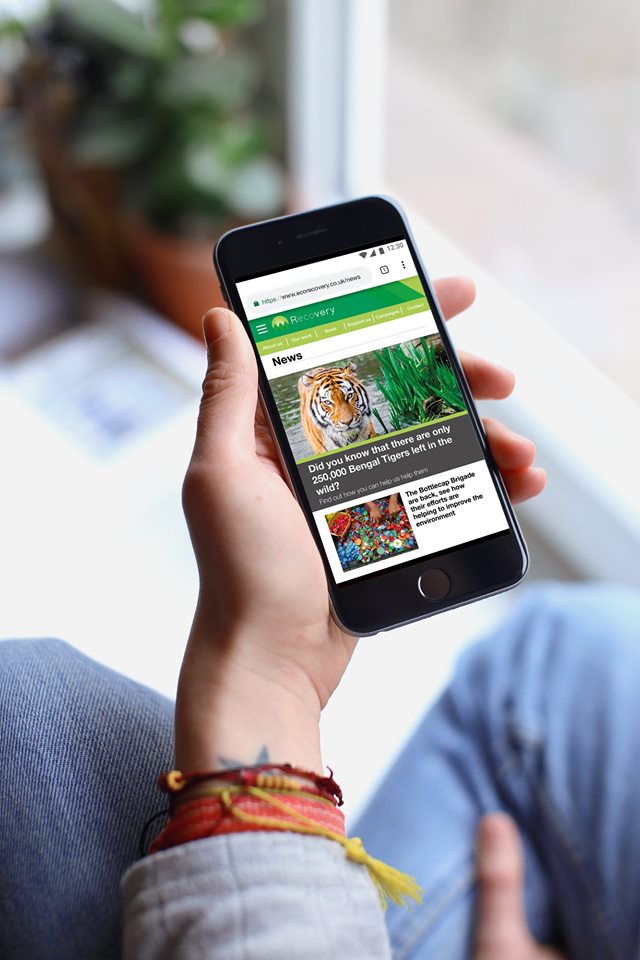 12:30
https://www.ecorecovery.co.uk/news
1
Recovery
About us | Our work | News | Support us | Campaigns | Contact
News
Did you know that there are only
250,000 Bengal Tigers left in the
wild?
Find out how you can help us help them
The Bottlecap Brigade
are back, see how
their efforts are
helping to improve the
environment